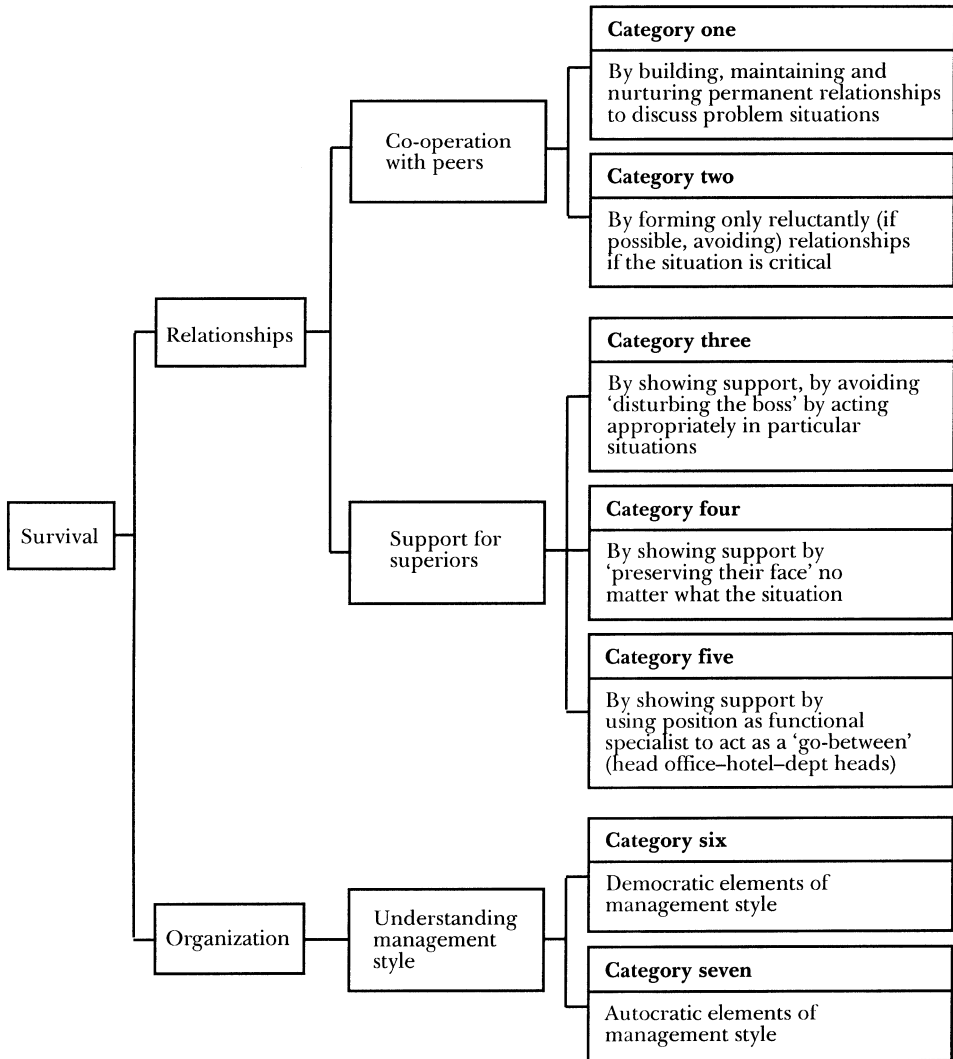 Survival
Relationships
Organization
Co-operation
with peers
Support for
superiors
Understanding
management
style
Category one
By building, maintaining and
nurturing permanent relationships
to discuss problem situations
Category two
By forming only reluctantly (if
possible, avoiding) relationships
if the situation is critical
Category three
By showing support, by avoiding
‘disturbing the boss’ by acting
appropriately in particular
situations
Category four
By showing support by
‘preserving their face’ no
matter what the situation
Category five
By showing support by
using position as functional
specialist to act as a ‘go-between’
(head office–hotel–dept heads)
Category six
Democratic elements of
management style
Category seven
Autocratic elements of
management style